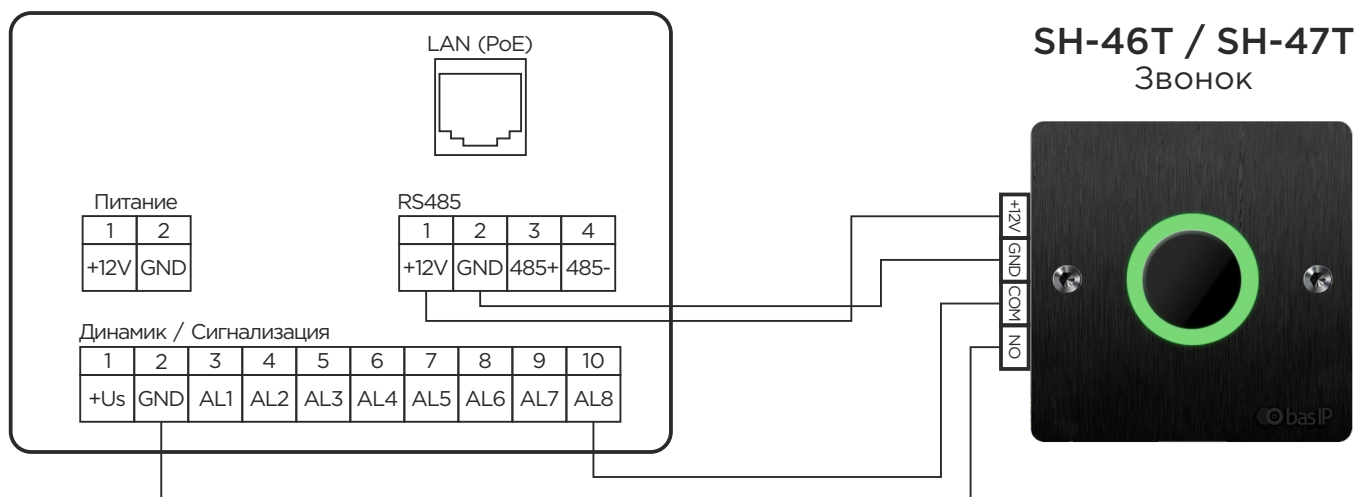 LAN (PoE)
SH-46T / SH-47T
Звонок
Питание
1 2
+12V GND
RS485
1 2 3 4
+12V GND 485+ 485-
+12V
GND
COM
NO
Динамик / Сигнализация
1 2 3 4 5 6 7 8 9 10
+Us GND AL1 AL2 AL3 AL4 AL5 AL6 AL7 AL8
bas IP